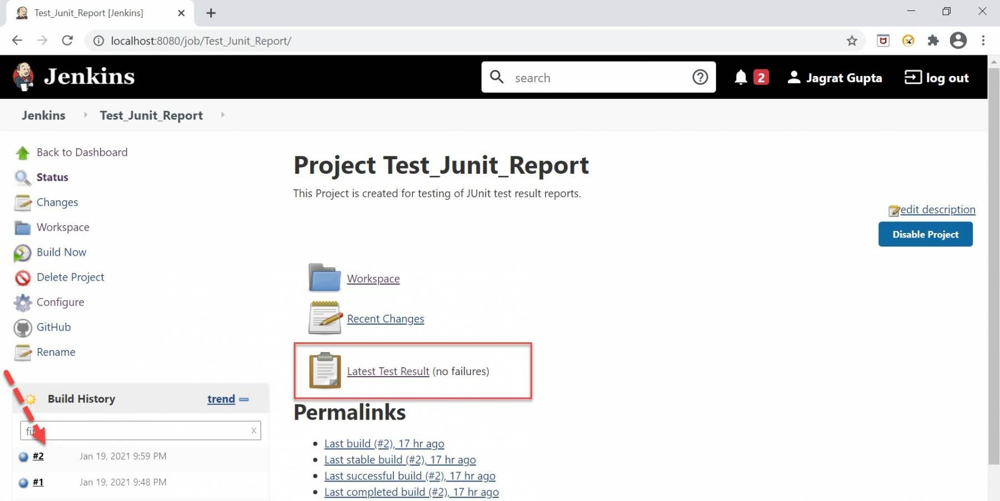 Test_Junit_Report [Jenkins]
localhost:8080/job/Test_Junit_Report/
Jenkins
search
2
Jagrat Gupta
log out
Jenkins
Test_Junit_Report
Back to Dashboard
Status
Changes
Workspace
Build Now
Delete Project
Configure
GitHub
Rename
Build History
trend
x
#2 Jan 19, 2021 9:59 PM
#1 Jan 19, 2021 9:48 PM
Project Test_Junit_Report
This Project is created for testing of JUnit test result reports.
edit description
Disable Project
Workspace
Recent Changes
Latest Test Result (no failures)
Permalinks
Last build (#2), 17 hr ago
Last stable build (#2), 17 hr ago
Last successful build (#2), 17 hr ago
Last completed build (#2), 17 hr ago